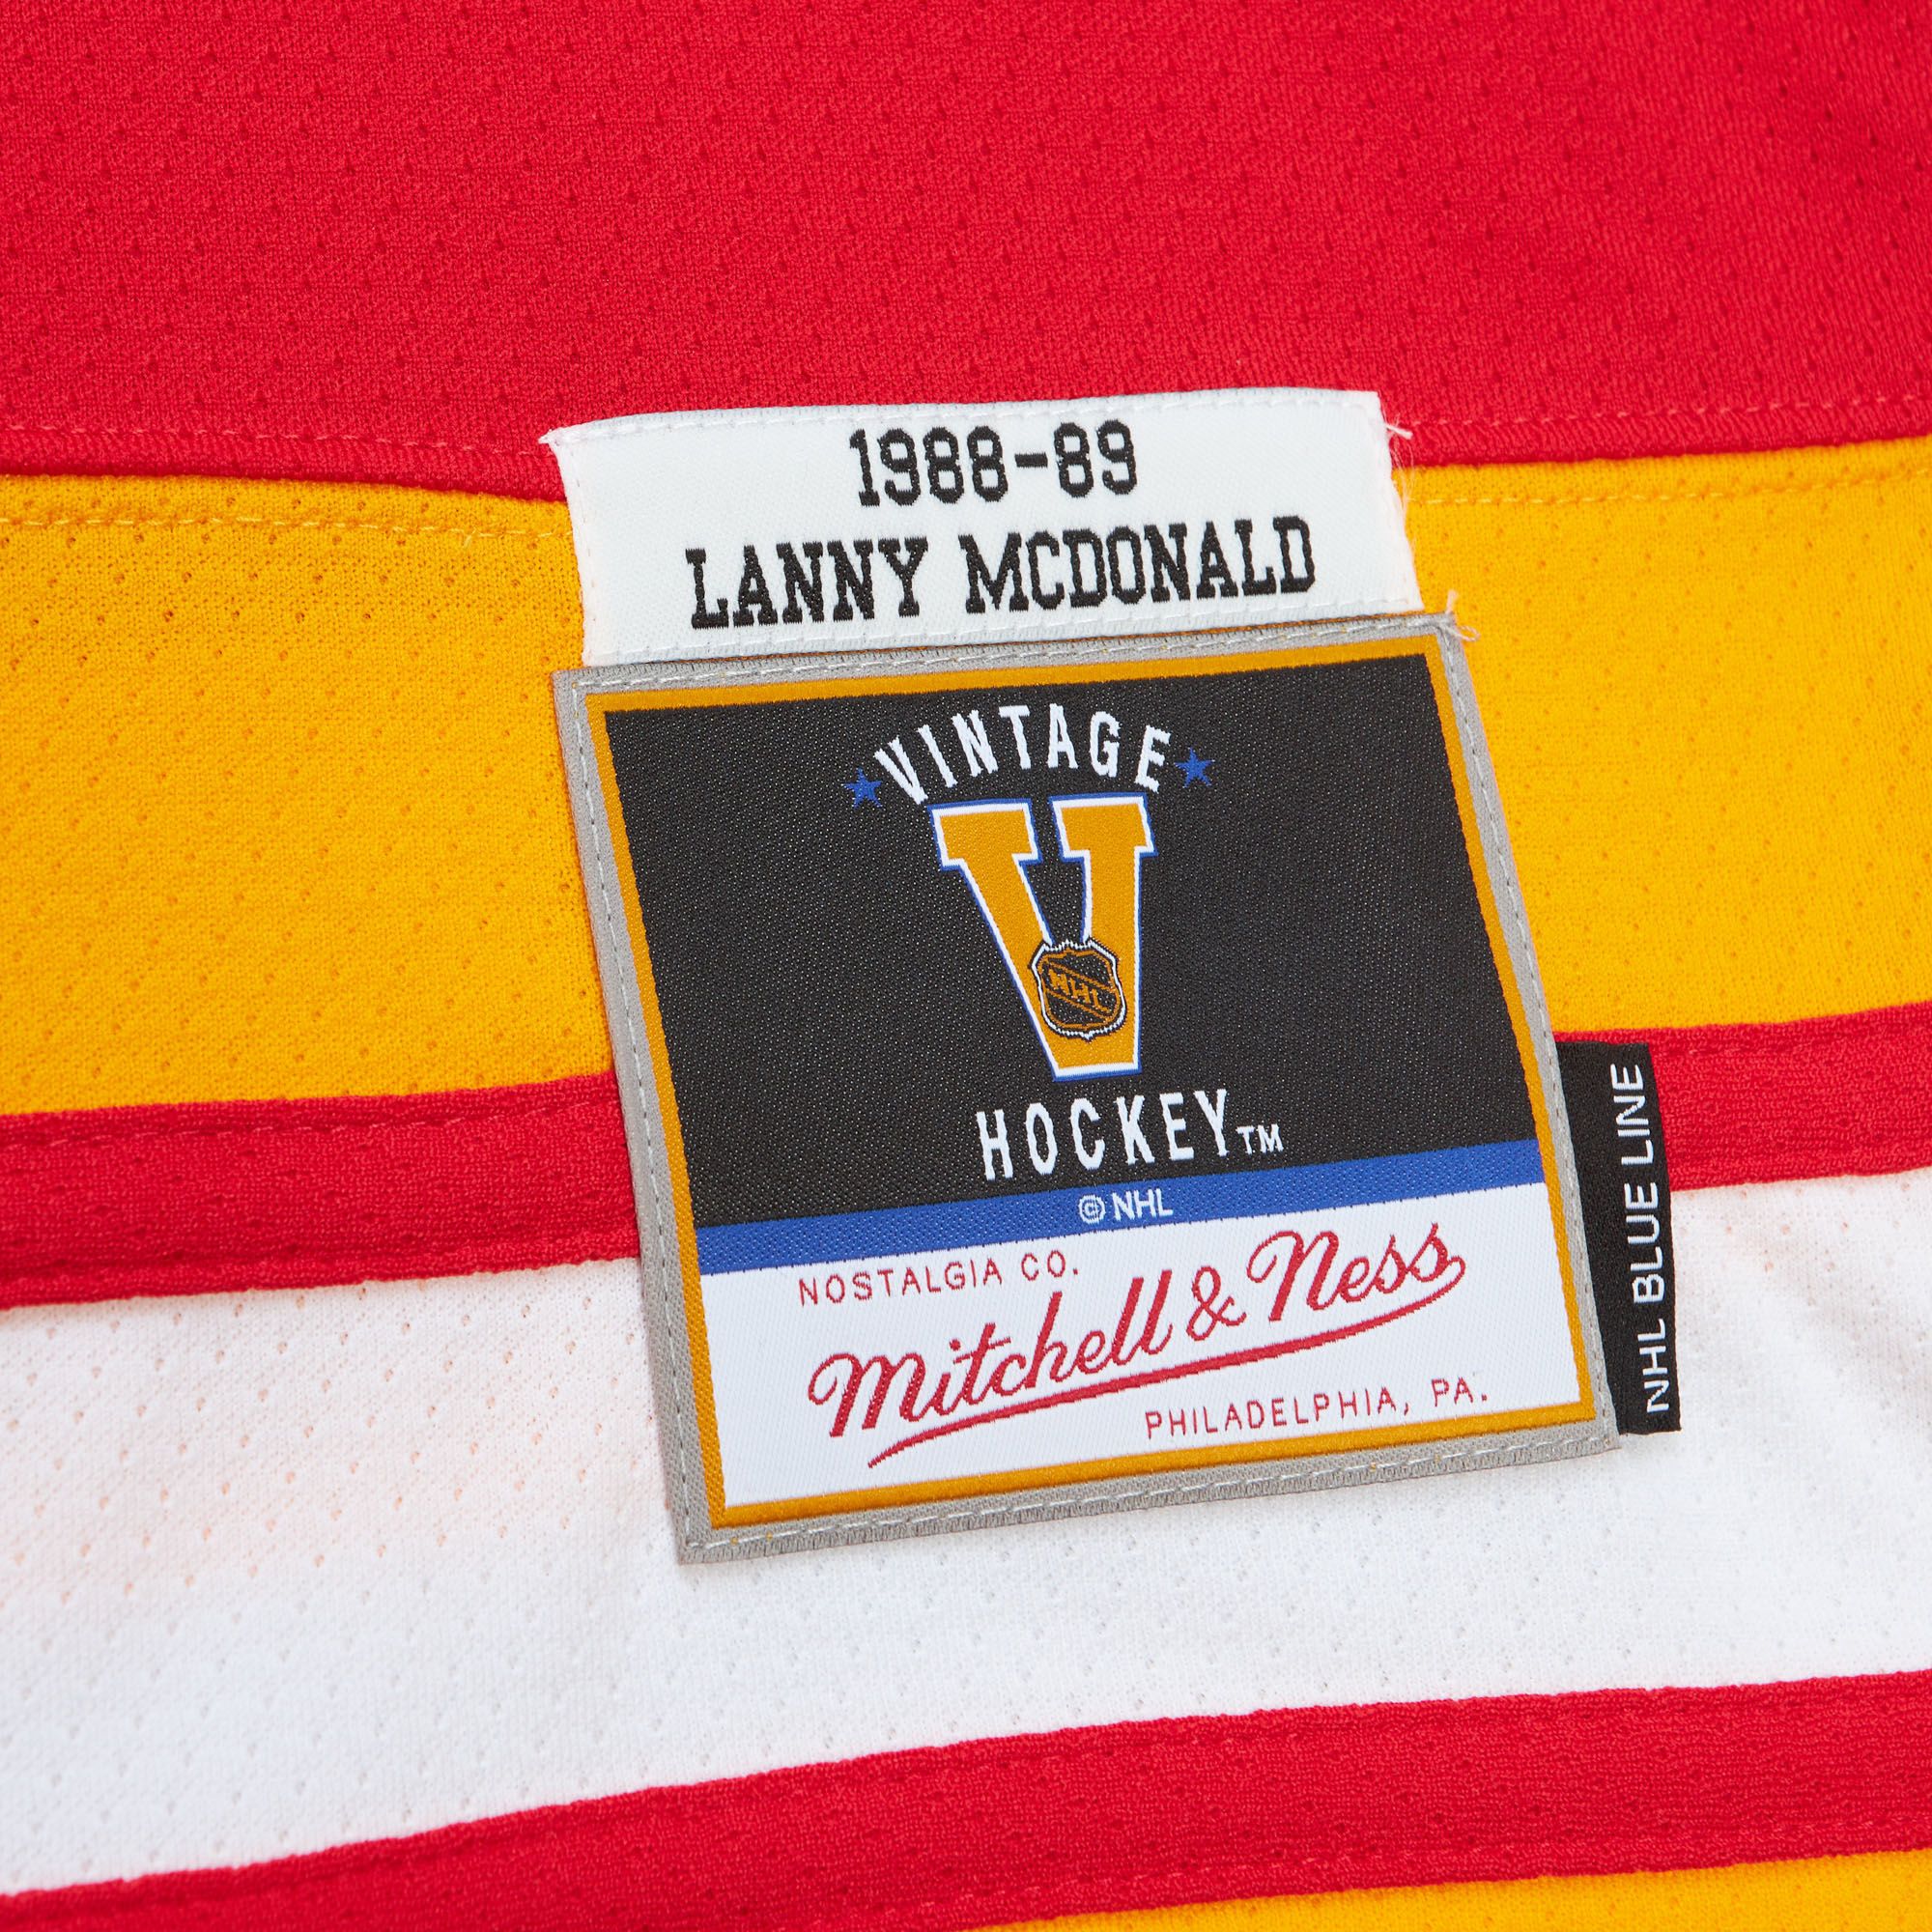 1988-89
LANNY MCDONALD
VINTAGE
V
NHL
HOCKEY™
© NHL
NOSTALGIA CO.
Mitchell & Ness
PHILADELPHIA, PA.
NHL BLUE LINE